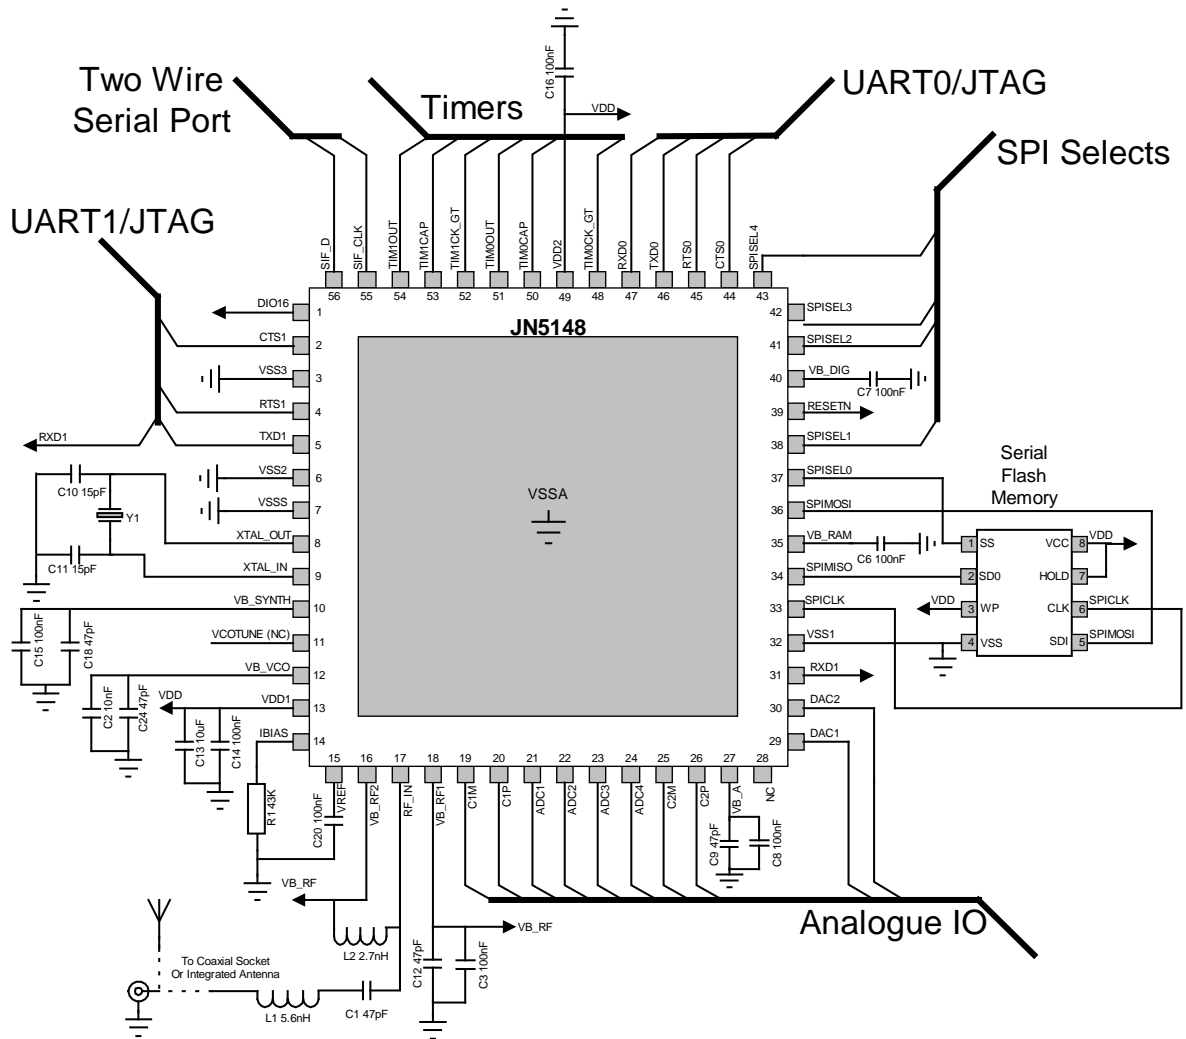 C16 100nF
Two Wire
Serial Port
Timers
VDD
UART0/JTAG
SPI Selects
UART1/JTAG
SIF_D
SIF_CLK
TIM1OUT
TIM1CAP
TIM1CK_GT
TIM0OUT
TIM0CAP
VDD2
TIM0CK_GT
RXD0
TXD0
RTS0
CTS0
SPISEL4
56
55
54
53
52
51
50
49
48
47
46
45
44
43
JN5148
VSSA
DIO16
1
CTS1
2
VSS3
3
RTS1
4
RXD1
TXD1
5
VSS2
6
VSSS
7
C10 15pF
Y1
XTAL_OUT
8
C11 15pF
XTAL_IN
9
VB_SYNTH
10
C15 100nF
C18 47pF
VCOTUNE (NC)
11
VB_VCO
12
C2 10nF
C24 47pF
VDD
VDD1
13
C13 10uF
C14 100nF
IBIAS
14
R1 43K
42
SPISEL3
41
SPISEL2
40
VB_DIG
C7 100nF
39
RESETN
38
SPISEL1
37
SPISEL0
36
SPIMOSI
35
VB_RAM
C6 100nF
34
SPIMISO
33
SPICLK
32
VSS1
31
RXD1
30
DAC2
29
DAC1
Serial
Flash
Memory
1 SS
VCC 8
VDD
2 SD0
HOLD 7
VDD
3 WP
CLK 6
SPICLK
4 VSS
SDI 5
SPIMOSI
15
16
17
18
19
20
21
22
23
24
25
26
27
28
VREF
VB_RF2
RF_IN
VB_RF1
C1M
C1P
ADC1
ADC2
ADC3
ADC4
C2M
C2P
VB_A
NC
C20 100nF
C9 47pF
C8 100nF
VB_RF
VB_RF
Analogue IO
L2 2.7nH
C12 47pF
C3 100nF
To Coaxial Socket
Or Integrated Antenna
L1 5.6nH
C1 47pF